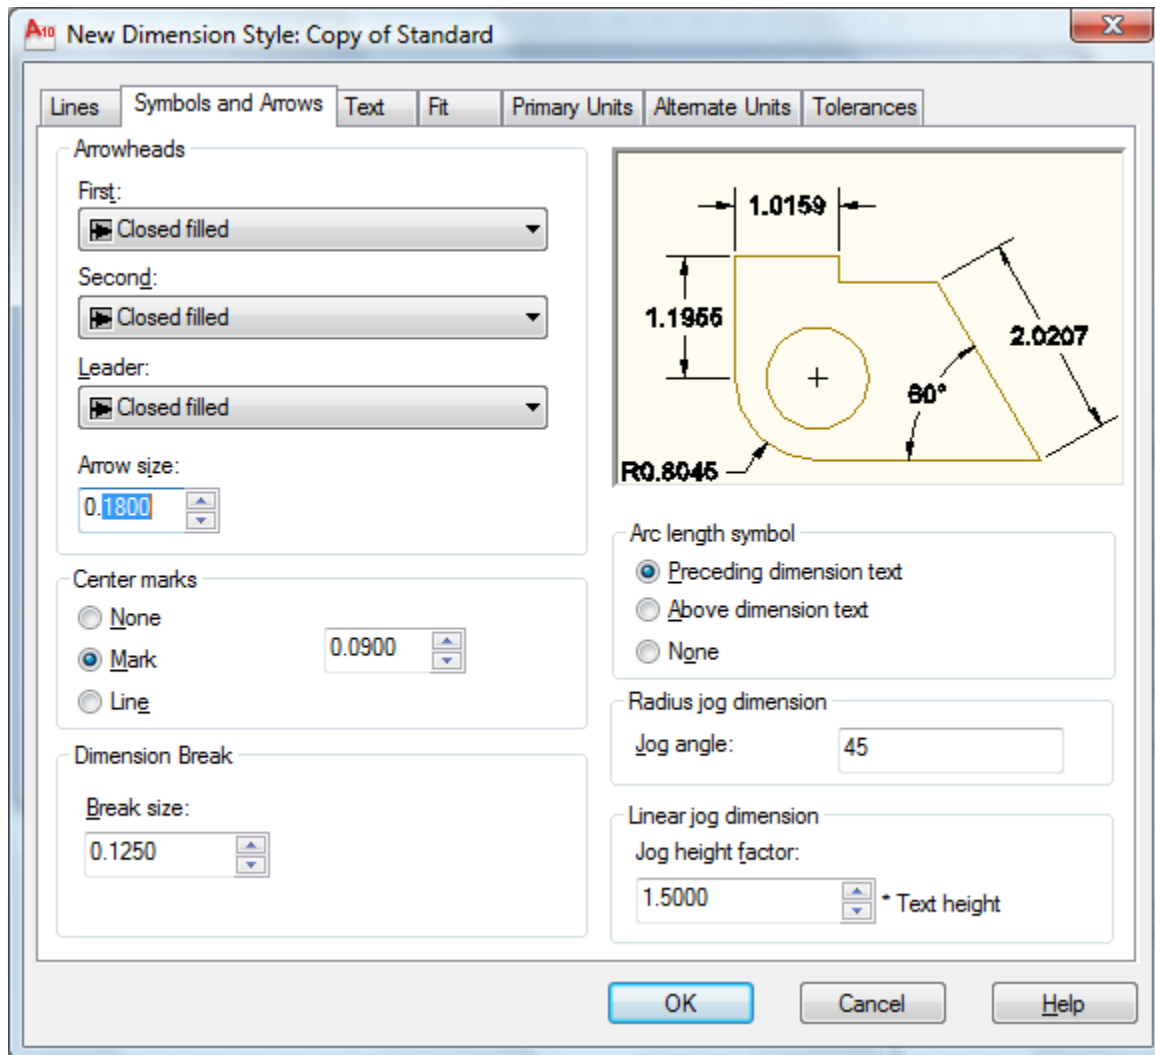 A10 New Dimension Style: Copy of Standard
Lines Symbols and Arrows Text Fit Primary Units Alternate Units Tolerances
Arrowheads
First:
Closed filled
Second:
Closed filled
Leader:
Closed filled
Arrow size:
0.1800
Center marks
None
Mark
Line
0.0900
Dimension Break
Break size:
0.1250
1.0159
1.1955
2.0207
60°
R0.8045
Arc length symbol
Preceding dimension text
Above dimension text
None
Radius jog dimension
Jog angle: 45
Linear jog dimension
Jog height factor:
1.5000 * Text height
OK Cancel Help